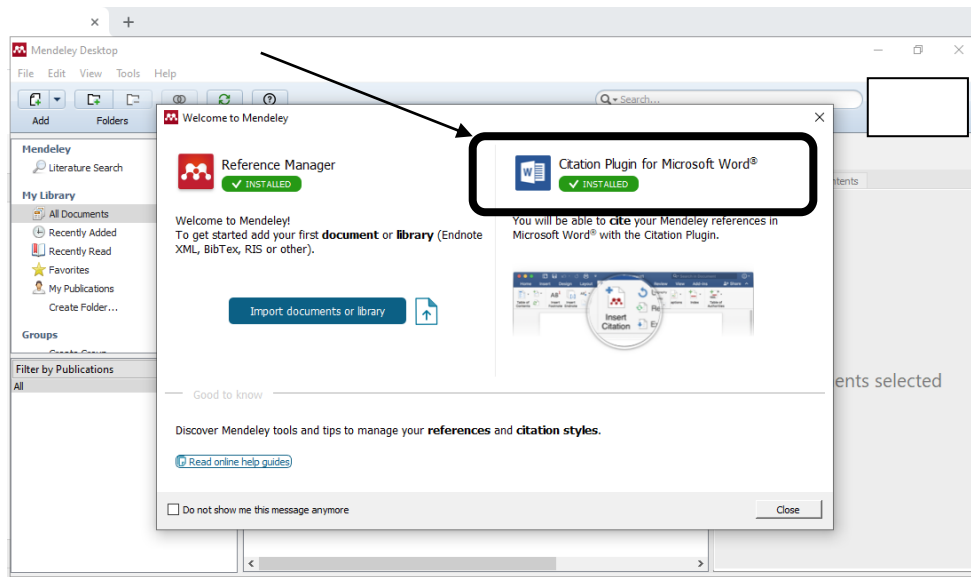 × +
Mendeley Desktop
File Edit View Tools Help
Search...
Add Folders
Welcome to Mendeley
Mendeley
Literature Search
My Library
All Documents
Recently Added
Recently Read
Favorites
My Publications
Create Folder...
Groups
Filter by Publications
All
Reference Manager
INSTALLED
Welcome to Mendeley!
To get started add your first document or library (Endnote
XML, BibTex, RIS or other).
Import documents or library
Citation Plugin for Microsoft Word®
INSTALLED
You will be able to cite your Mendeley references in
Microsoft Word® with the Citation Plugin.
Insert
Citation
Good to know
Discover Mendeley tools and tips to manage your references and citation styles.
Read online help guides
Do not show me this message anymore
Close
ntents
ents selected